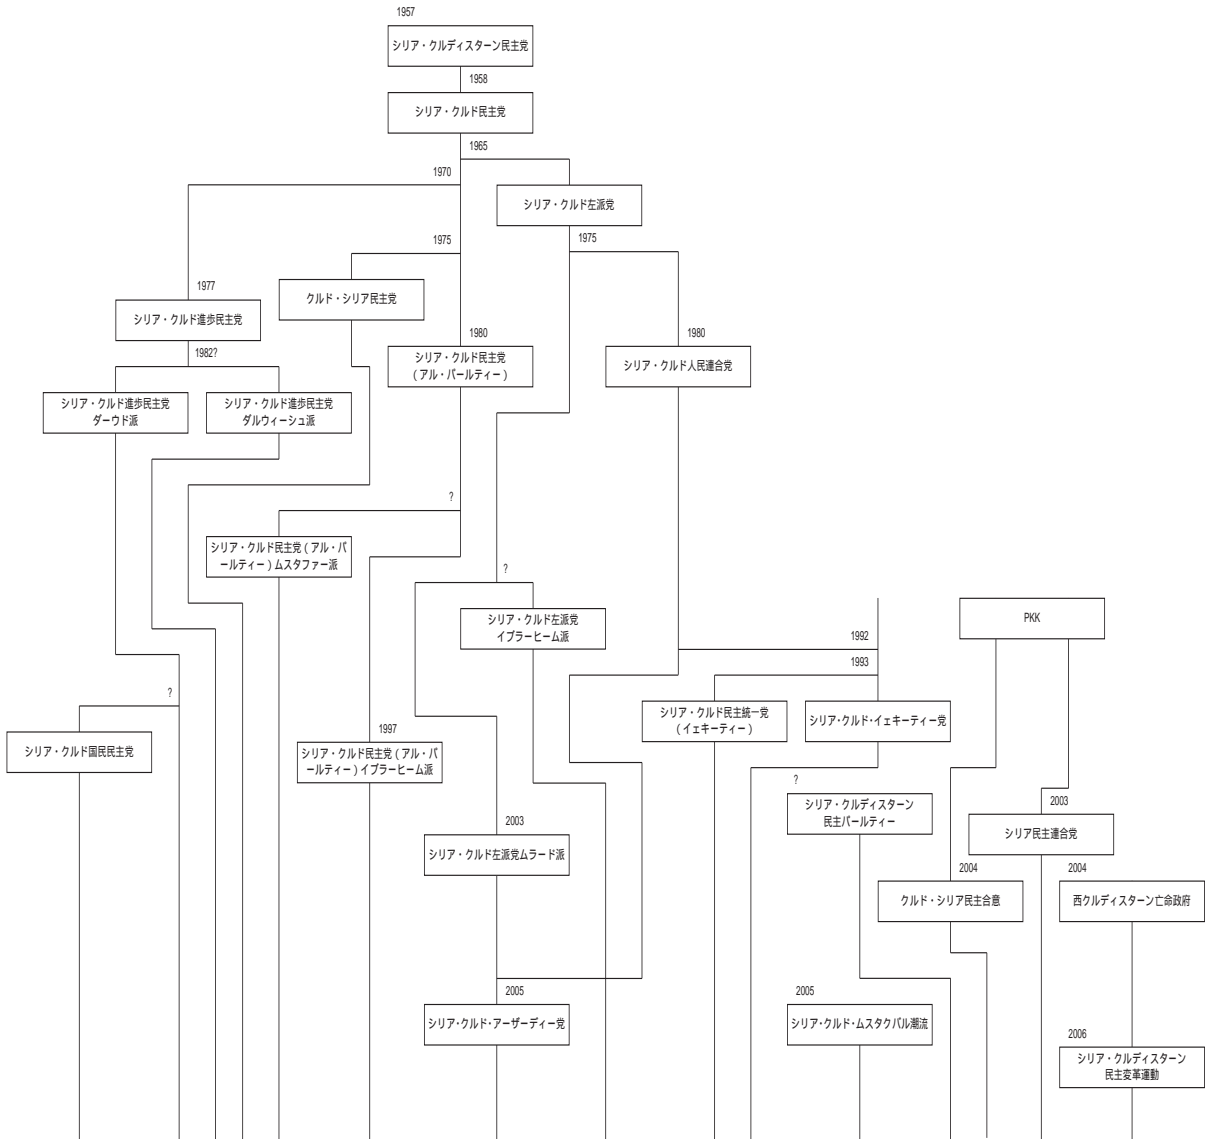 1957
シリア・クルディスターン民主党
1958
シリア・クルド民主党
1965
1970
シリア・クルド左派党
1975
1975
1977
クルド・シリア民主党
シリア・クルド進歩民主党
1980
1980
1982?
シリア・クルド民主党
（アル・パールティー）
シリア・クルド人民連合党
シリア・クルド進歩民主党
ダーウド派
シリア・クルド進歩民主党
ダルウィーシュ派
?
シリア・クルド民主党（アル・パ
ールティー）ムスタファー派
?
シリア・クルド左派党
イブラーヒーム派
PKK
1992
1993
?
シリア・クルド民主統一党
（イェキーティー）
シリア・クルド・イェキーティー党
1997
シリア・クルド国民民主党
シリア・クルド民主党（アル・パ
ールティー）イブラーヒーム派
?
シリア・クルディスターン
民主パールティー
2003
シリア民主連合党
2003
シリア・クルド左派党ムラード派
2004
クルド・シリア民主合意
2004
西クルディスターン亡命政府
2005
シリア・クルド・アーザーディー党
2005
シリア・クルド・ムスタクバル潮流
2006
シリア・クルディスターン
民主変革運動